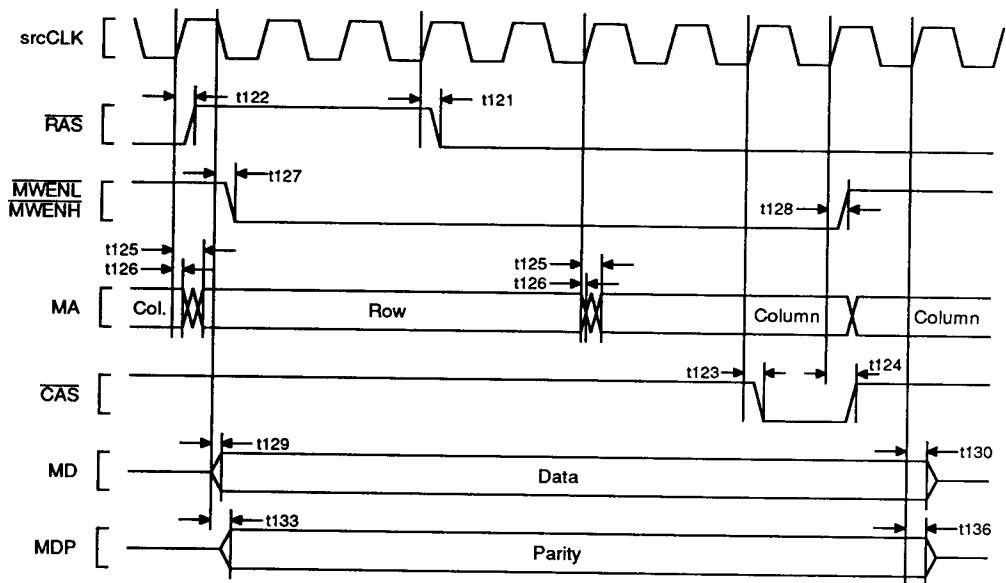 srcCLK
t122
t121
RAS
MWENL
MWENH
t127
t128
t125
t126
t125
t126
MA
Col.
Row
Column
Column
CAS
t123
t124
MD
t129
Data
t130
MDP
t133
Parity
t136